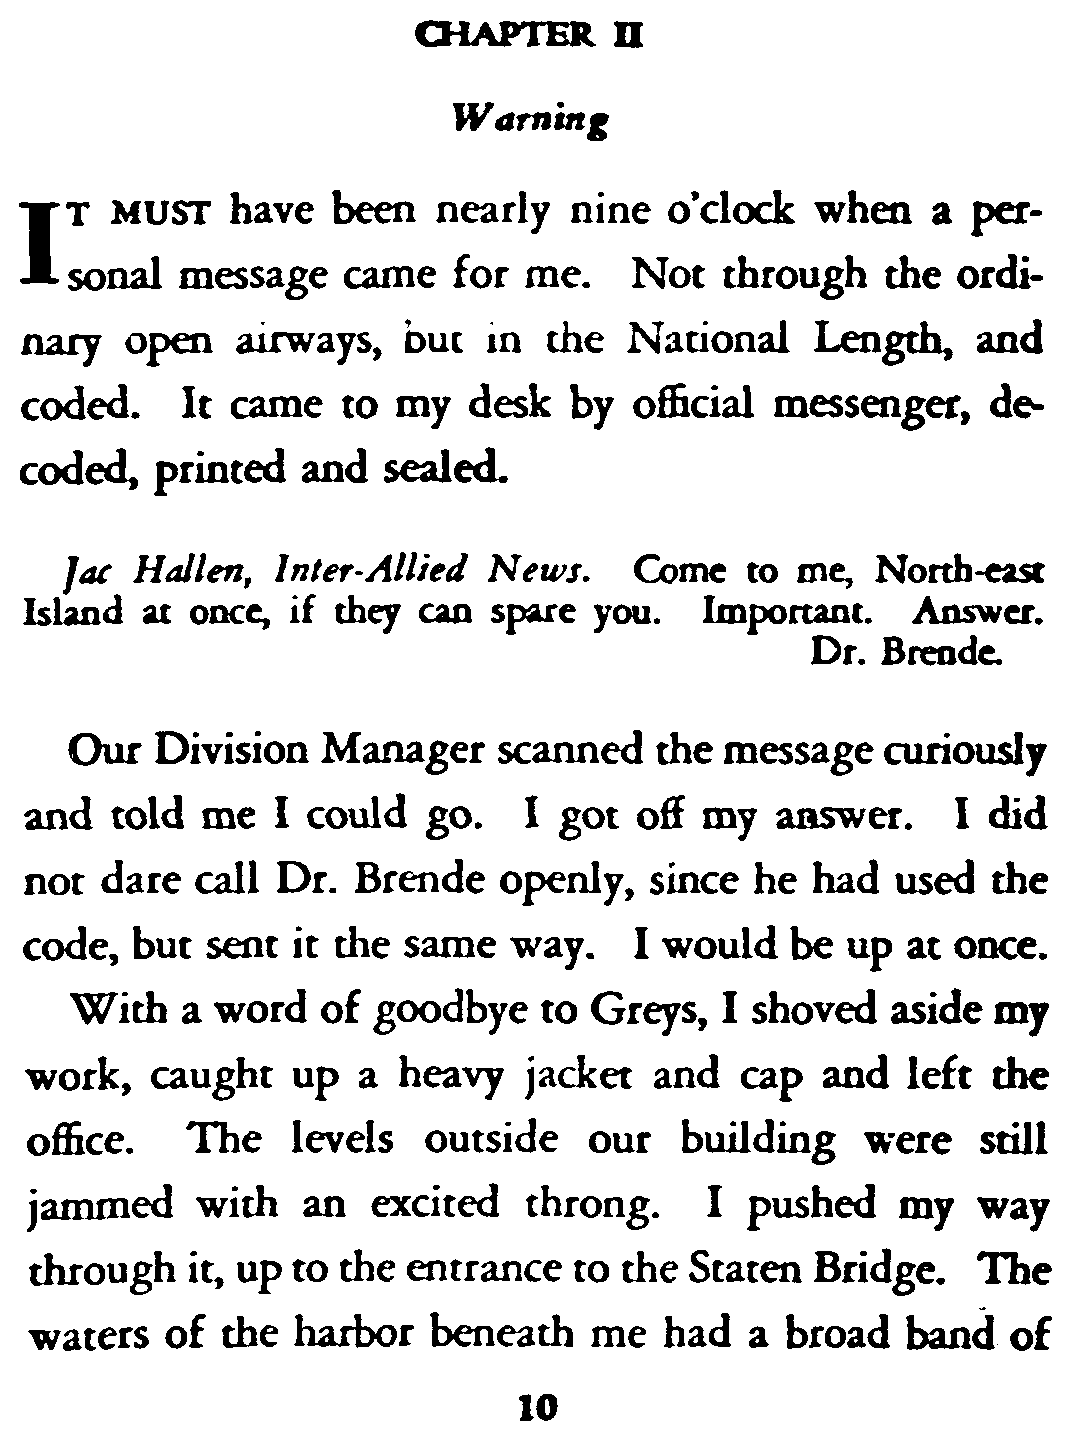 CHAPTER II
Warning
IT MUST have been nearly nine o'clock when a per-
sonal message came for me. Not through the ordi-
nary open airways, but in the National Length, and
coded. It came to my desk by official messenger, de-
coded, printed and sealed.
Jac Hallen, Inter-Allied News. Come to me, North-east
Island at once, if they can spare you. Important. Answer.
Dr. Brende.
Our Division Manager scanned the message curiously
and told me I could go. I got off my answer. I did
not dare call Dr. Brende openly, since he had used the
code, but sent it the same way. I would be up at once.
With a word of goodbye to Greys, I shoved aside my
work, caught up a heavy jacket and cap and left the
office. The levels outside our building were still
jammed with an excited throng. I pushed my way
through it, up to the entrance to the Staten Bridge. The
waters of the harbor beneath me had a broad band of
10